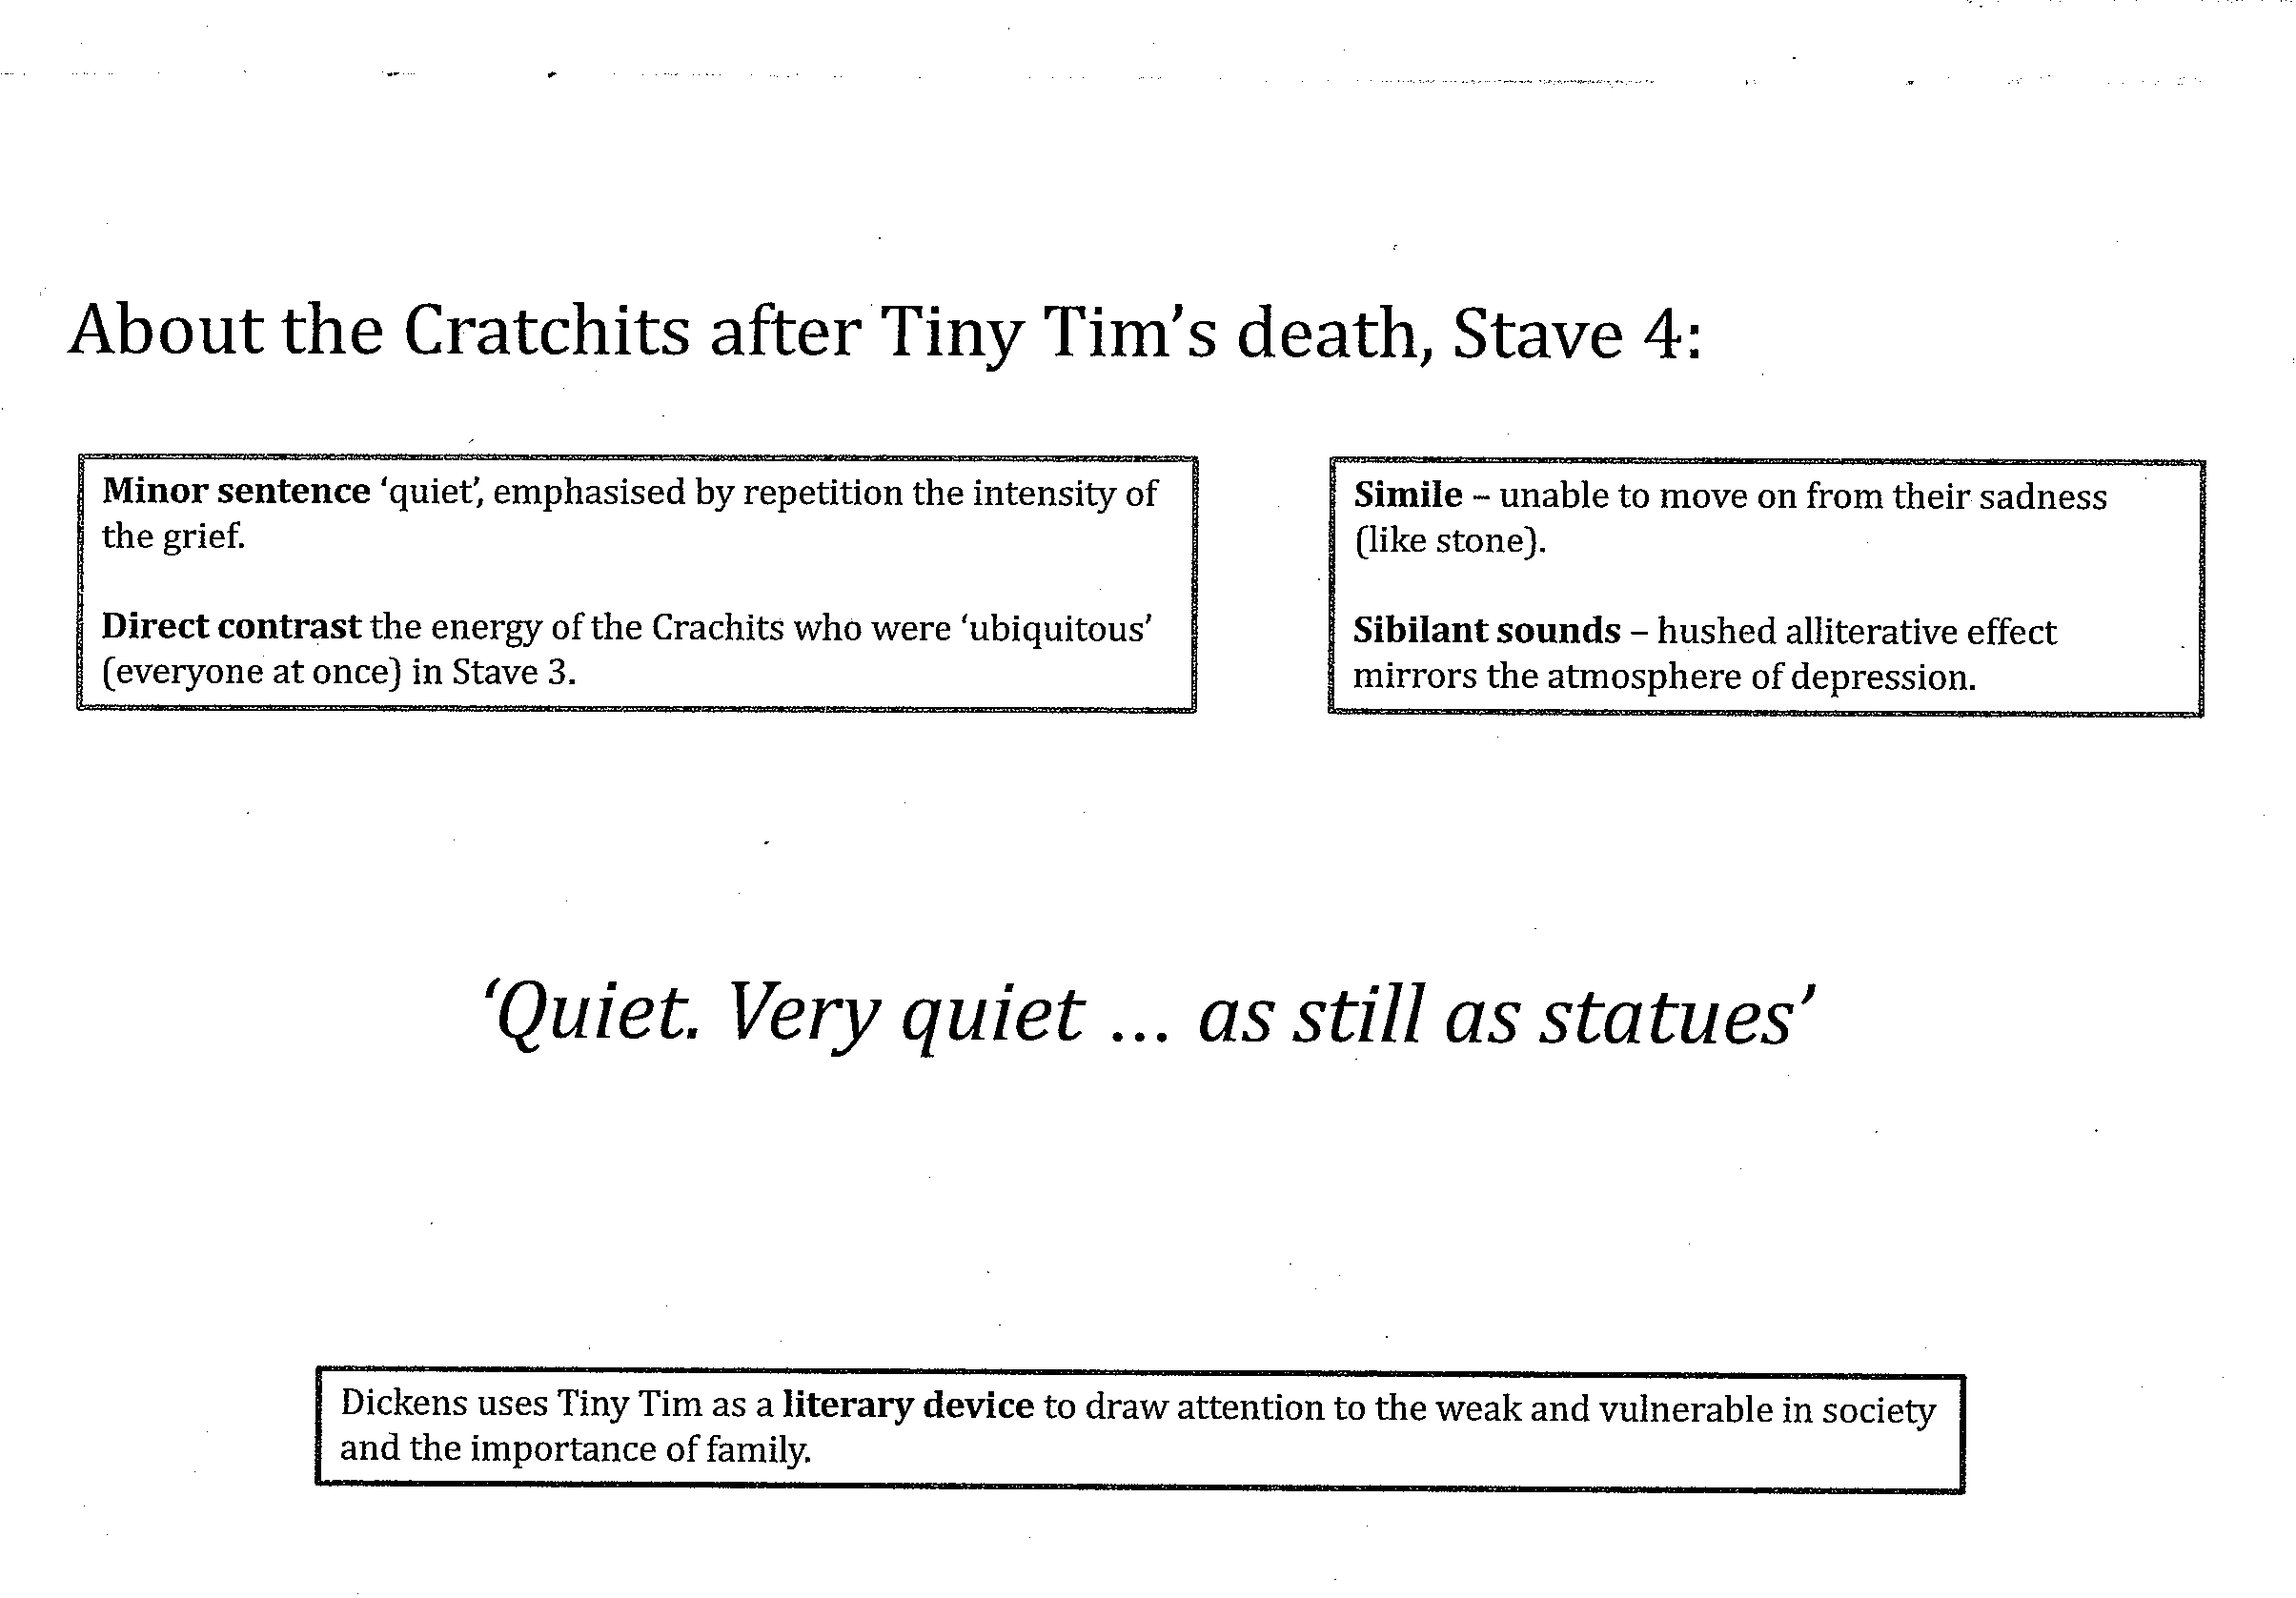 About the Cratchits after Tiny Tim's death, Stave 4:
Minor sentence 'quiet', emphasised by repetition the intensity of
the grief.
Direct contrast the energy of the Crachits who were 'ubiquitous'
(everyone at once) in Stave 3.
Simile – unable to move on from their sadness
(like stone).
Sibilant sounds – hushed alliterative effect
mirrors the atmosphere of depression.
'Quiet. Very quiet ... as still as statues'
Dickens uses Tiny Tim as a literary device to draw attention to the weak and vulnerable in society
and the importance of family.